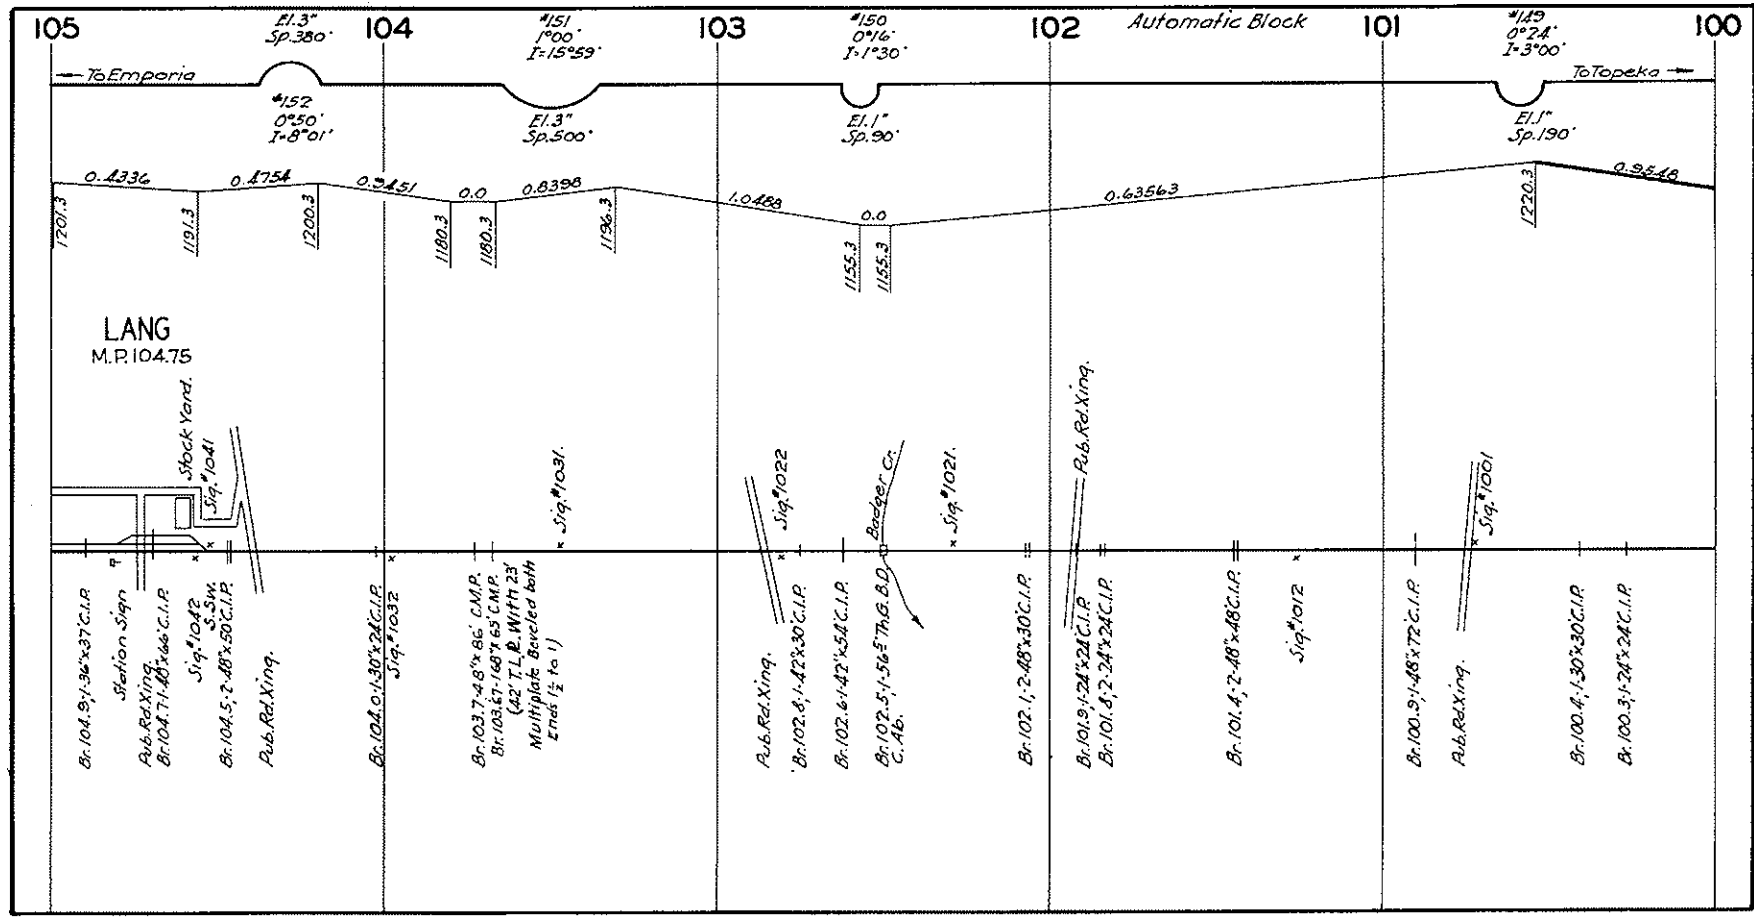 105
El.3"
Sp.380'
104
#151
1°00'
I=15°59'
103
#150
0°16'
I=1°30'
102
Automatic Block
101
#149
0°24'
I=3°00'
100
← To Emporia
To Topeka →
#152
0°50'
I=8°01'
El.3"
Sp.500'
El.1"
Sp.90'
El.1"
Sp.190'
0.4336
0.4754
0.9451
0.0
0.8398
1.0488
0.0
0.63563
0.9548
1201.3
1191.3
1200.3
1180.3
1180.3
1196.3
1155.3
1155.3
1220.3
LANG
M.P.104.75
Stock Yard.
Sig.#1041
Sig.#1031.
Sig.#1022
Badger Cr.
Sig.#1021.
Pub.Rd.Xing.
Sig.#1001
Br.104.9;-1-36"x37'C.I.P.
Station Sign
Pub.Rd.Xing.
Br.104.7-1-48"x66'C.I.P.
Sig.#1042
S.Sw.
Br.104.5,-2-48"x50'C.I.P.
Pub.Rd.Xing.
Br.104.0,-1-30"x24'C.I.P.
Sig.#1032
Br.103.7-48"x86' C.M.P.
Br.103.67-168"x65' C.M.P.
(42' T.L.P. With 23'
Multiplate Beveled both
Ends 1½ to 1)
Pub.Rd.Xing.
Br.102.8,-1-42"x30'C.I.P.
Br.102.6-1-42"x54'C.I.P.
Br.102.5,-1-56⁵' Th.G. B.D.
C.Ab.
Br.102.1,-2-48"x30'C.I.P.
Br.101.9,-1-24"x24'C.I.P.
Br.101.8,-2-24"x24'C.I.P.
Br.101.4,-2-48"x48'C.I.P.
Sig.#1012
Br.100.9,-1-48"x72'C.I.P.
Pub.Rd.Xing.
Br.100.4,-1-30"x30'C.I.P.
Br.100.3,-1-24"x24'C.I.P.